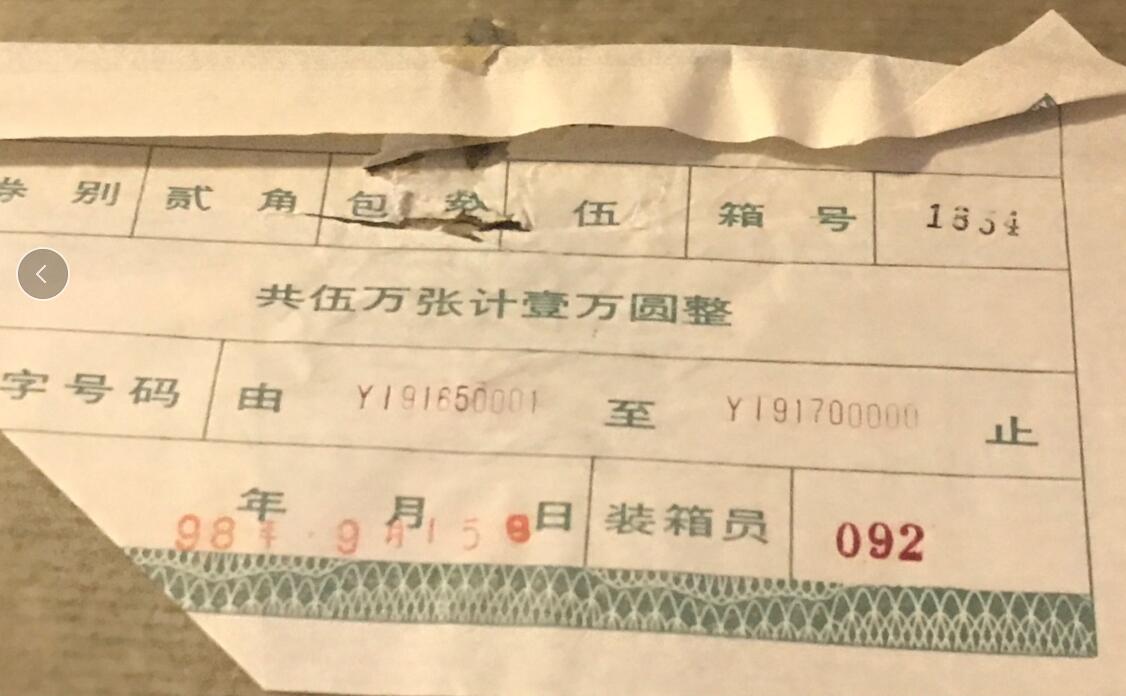 券 别 贰 角 包 数 伍 箱 号 1854
共伍万张计壹万圆整
字号码 由 YI91650001 至 YI91700000 止
年 月 日 装箱员 092
98年 9月15日